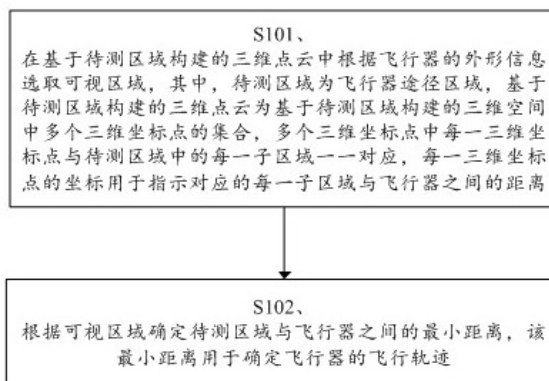 S101、
在基于待测区域构建的三维点云中根据飞行器的外形信息
选取可视区域，其中，待测区域为飞行器途径区域，基于
待测区域构建的三维点云为基于待测区域构建的三维空间
中多个三维坐标点的集合，多个三维坐标点中每一三维坐
标点与待测区域中的每一子区域一一对应，每一三维坐标
点的坐标用于指示对应的每一子区域与飞行器之间的距离
S102、
根据可视区域确定待测区域与飞行器之间的最小距离，该
最小距离用于确定飞行器的飞行轨迹